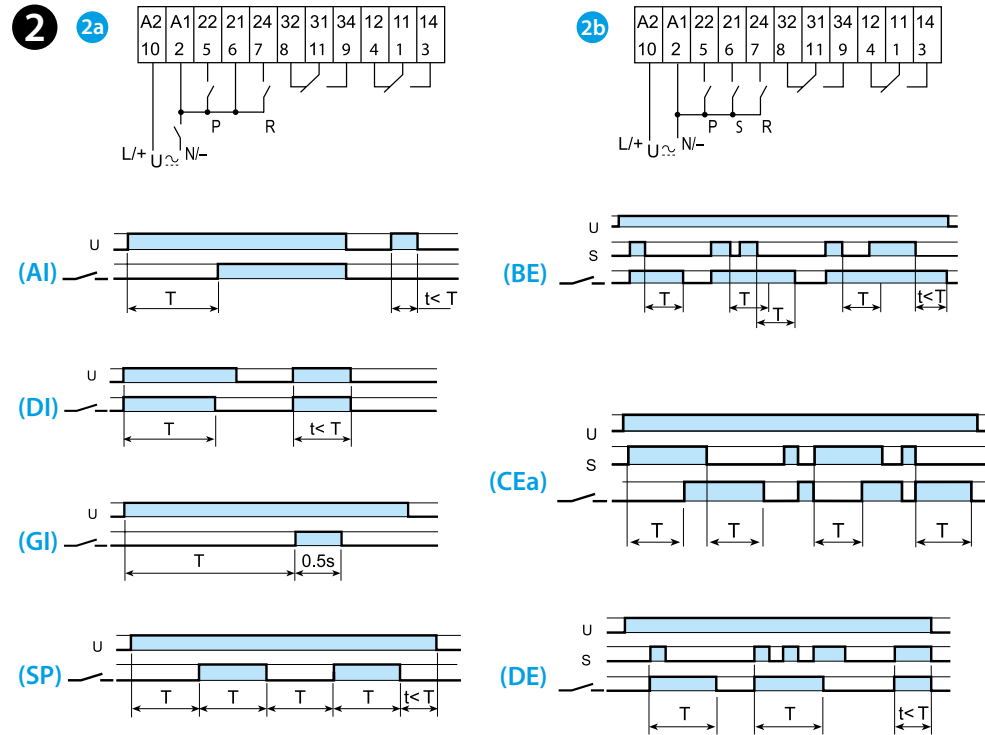 2 2a
A2 A1 22 21 24 32 31 34 12 11 14
10 2 5 6 7 8 11 9 4 1 3
P R
L/+ U N/–
2b
A2 A1 22 21 24 32 31 34 12 11 14
10 2 5 6 7 8 11 9 4 1 3
P S R
L/+ U N/–
U
(AI)
T t< T
U
(DI)
T t< T
U
(GI)
T 0.5s
U
(SP)
T T T T t< T
U
S
(BE)
T T T t<T
T
U
S
(CEa)
T T T T
U
S
(DE)
T T t< T